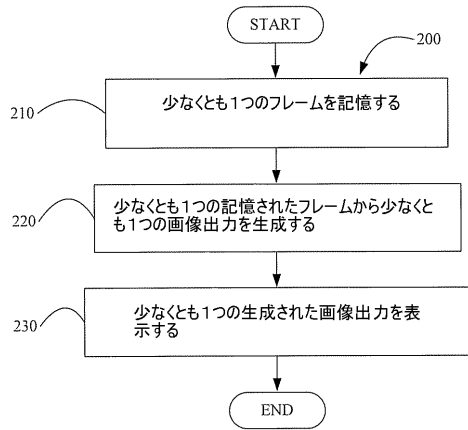 START
200
210
少なくとも1つのフレームを記憶する
220
少なくとも1つの記憶されたフレームから少なくと
も1つの画像出力を生成する
230
少なくとも1つの生成された画像出力を表
示する
END